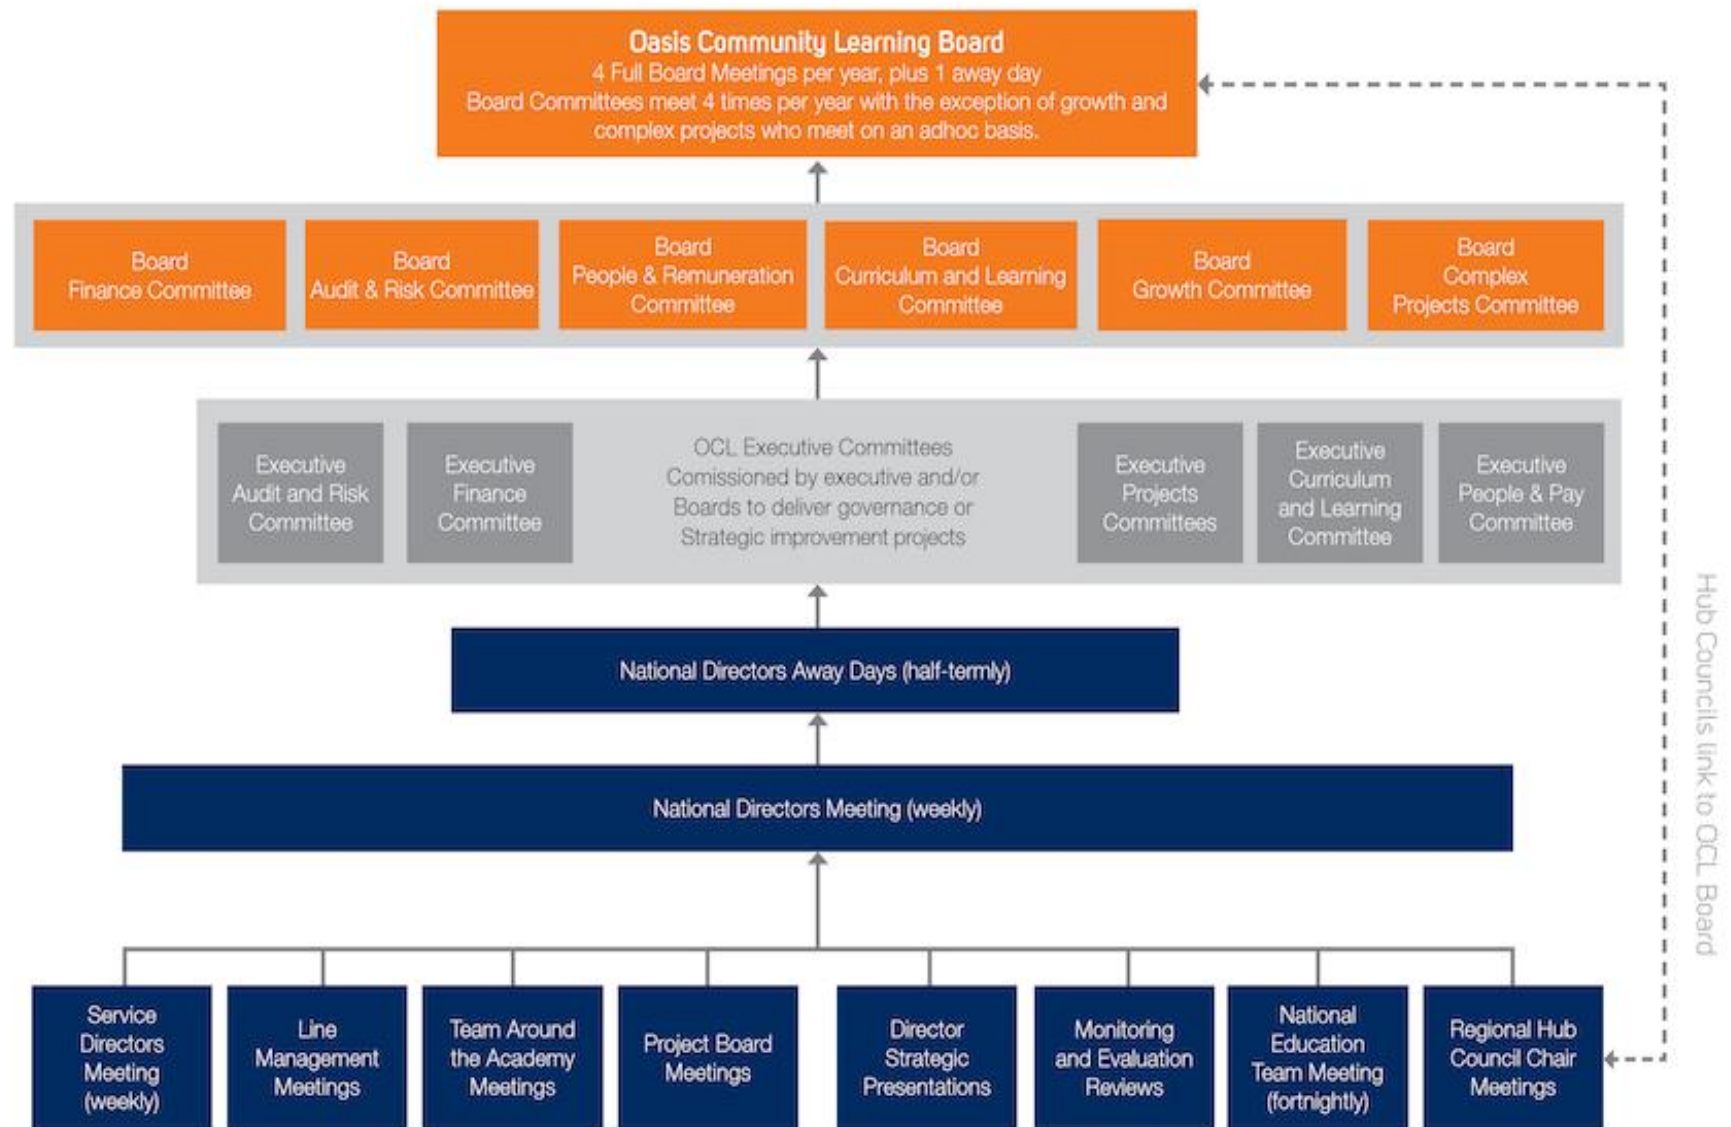 Oasis Community Learning Board
4 Full Board Meetings per year, plus 1 away day
Board Committees meet 4 times per year with the exception of growth and
complex projects who meet on an adhoc basis.
Board
Finance Committee
Board
Audit & Risk Committee
Board
People & Remuneration
Committee
Board
Curriculum and Learning
Committee
Board
Growth Committee
Board
Complex
Projects Committee
Executive
Audit and Risk
Committee
Executive
Finance
Committee
OCL Executive Committees
Comissioned by executive and/or
Boards to deliver governance or
Strategic improvement projects
Executive
Projects
Committees
Executive
Curriculum
and Learning
Committee
Executive
People & Pay
Committee
National Directors Away Days (half-termly)
National Directors Meeting (weekly)
Service
Directors
Meeting
(weekly)
Line
Management
Meetings
Team Around
the Academy
Meetings
Project Board
Meetings
Director
Strategic
Presentations
Monitoring
and Evaluation
Reviews
National
Education
Team Meeting
(fortnightly)
Regional Hub
Council Chair
Meetings
Hub Councils link to OCL Board